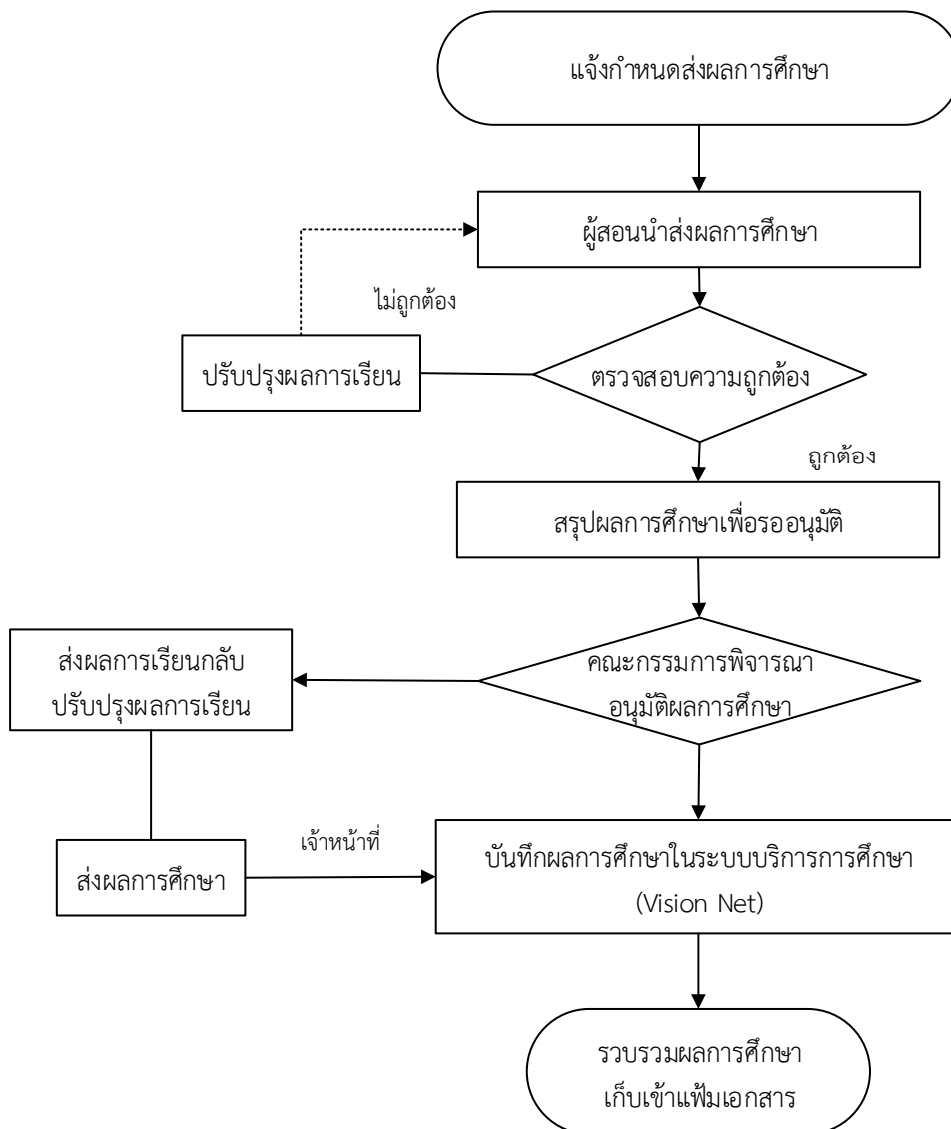 แจ้งกำหนดส่งผลการศึกษา
ผู้สอนนำส่งผลการศึกษา
ไม่ถูกต้อง
ปรับปรุงผลการเรียน
ตรวจสอบความถูกต้อง
ถูกต้อง
สรุปผลการศึกษาเพื่อรออนุมัติ
ส่งผลการเรียนกลับ
ปรับปรุงผลการเรียน
คณะกรรมการพิจารณา
อนุมัติผลการศึกษา
เจ้าหน้าที่
ส่งผลการศึกษา
บันทึกผลการศึกษาในระบบบริการการศึกษา
(Vision Net)
รวบรวมผลการศึกษา
เก็บเข้าแฟ้มเอกสาร